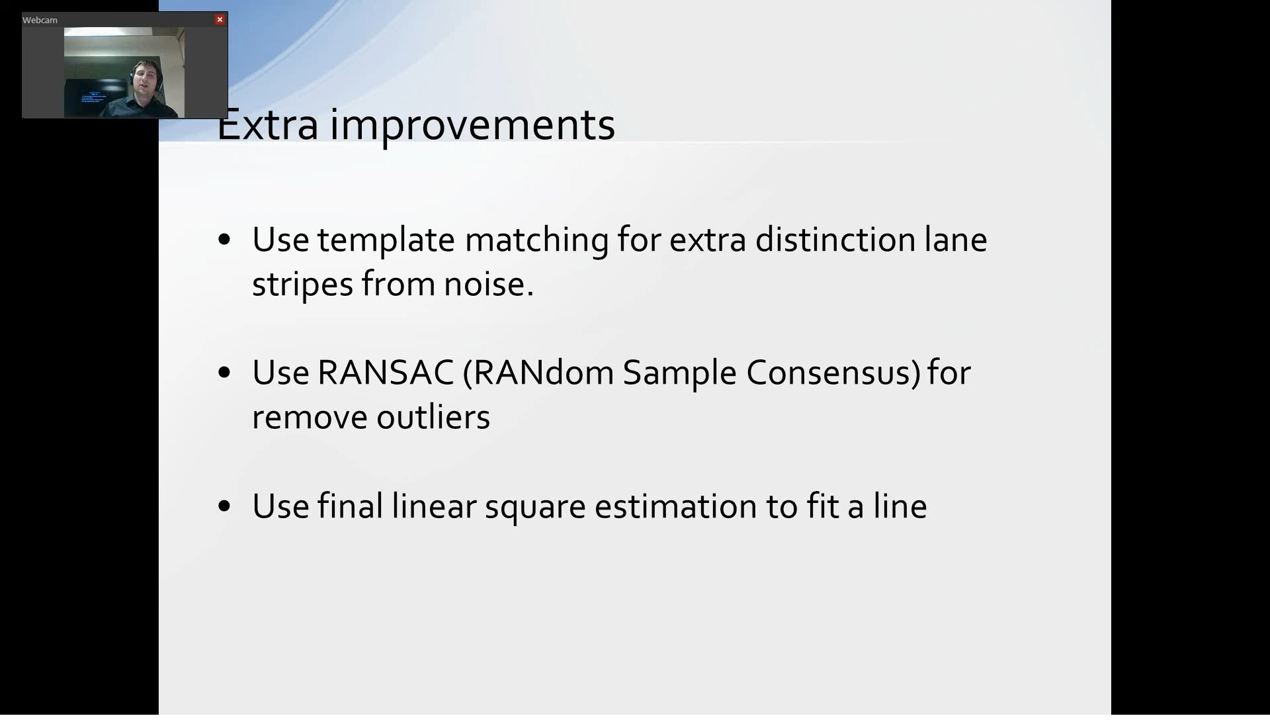 Webcam
Extra improvements
• Use template matching for extra distinction lane
stripes from noise.
• Use RANSAC (RANdom Sample Consensus) for
remove outliers
• Use final linear square estimation to fit a line